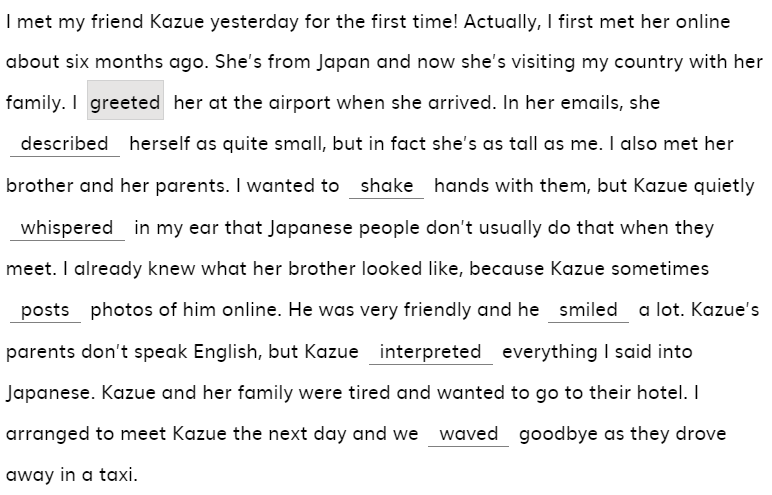 I met my friend Kazue yesterday for the first time! Actually, I first met her online
about six months ago. She's from Japan and now she's visiting my country with her
family. I greeted her at the airport when she arrived. In her emails, she
described herself as quite small, but in fact she's as tall as me. I also met her
brother and her parents. I wanted to shake hands with them, but Kazue quietly
whispered in my ear that Japanese people don't usually do that when they
meet. I already knew what her brother looked like, because Kazue sometimes
posts photos of him online. He was very friendly and he smiled a lot. Kazue's
parents don't speak English, but Kazue interpreted everything I said into
Japanese. Kazue and her family were tired and wanted to go to their hotel. I
arranged to meet Kazue the next day and we waved goodbye as they drove
away in a taxi.